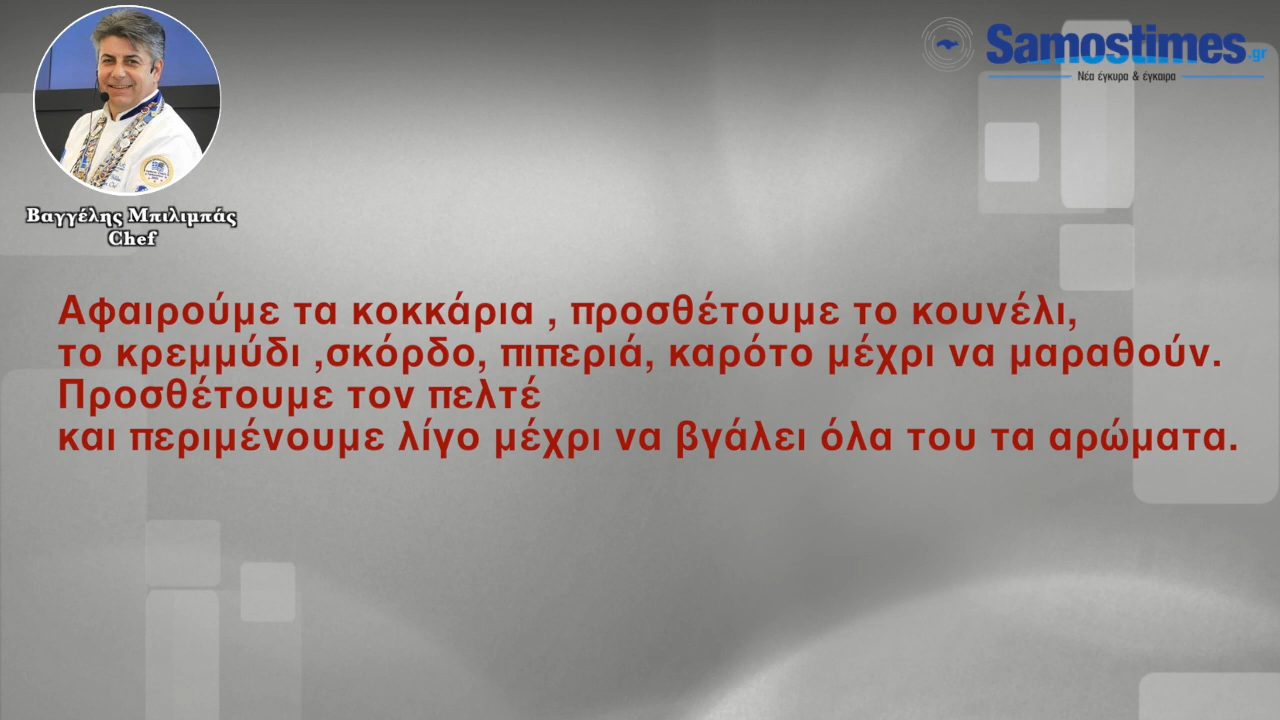 Samostimes.gr
Νέα έγκυρα & έγκαιρα
Βαγγέλης Μπιλιμπάς
Chef
Αφαιρούμε τα κοκκάρια , προσθέτουμε το κουνέλι,
το κρεμμύδι ,σκόρδο, πιπεριά, καρότο μέχρι να μαραθούν.
Προσθέτουμε τον πελτέ
και περιμένουμε λίγο μέχρι να βγάλει όλα του τα αρώματα.